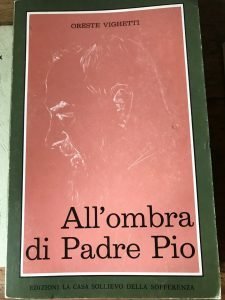 ORESTE VIGHETTI
All'ombra
di Padre Pio
EDIZIONI LA CASA SOLLIEVO DELLA SOFFERENZA